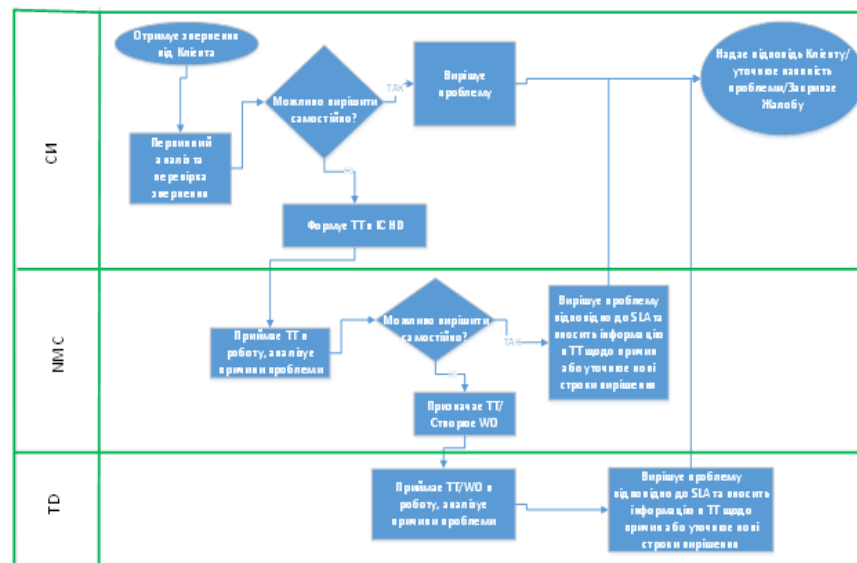 Отримує звернення
від Клієнта
Можливо вирішити
самостійно?
ТАК
Вирішує
проблему
Надає відповідь Клієнту/
уточнює наявність
проблеми/Закриває
Жалобу
СИ
Первинний
аналіз та
перевірка
звернення
НІ
Формує ТТ в ІС HD
NMC
Приймає ТТ в
роботу, аналізує
причини проблеми
Можливо вирішити
самостійно?
ТАК
Вирішує проблему
відповідно до SLA та
вносить інформацію
в ТТ щодо причин
або уточнює нові
строки вирішення
НІ
Призначає ТТ/
Створює WO
TD
Приймає ТТ/WO в
роботу, аналізує
причини проблеми
Вирішує проблему
відповідно до SLA та вносить
інформацію в ТТ щодо
причин або уточнює нові
строки вирішення